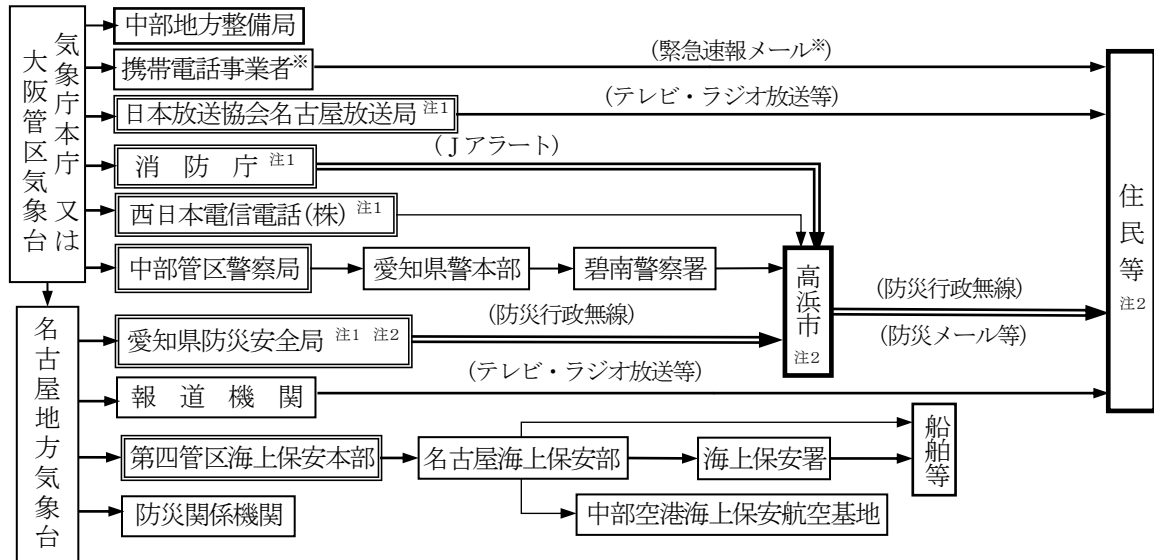 気象庁本庁 又は
大阪管区気象台
中部地方整備局
携帯電話事業者※
(緊急速報メール※)
日本放送協会名古屋放送局 注1
(テレビ・ラジオ放送等)
消 防 庁 注1
(Jアラート)
西日本電信電話(株) 注1
中部管区警察局
愛知県警本部
碧南警察署
高浜市
注2
住民等
注2
(防災行政無線)
(防災メール等)
名古屋地方気象台
愛知県防災安全局 注1 注2
(防災行政無線)
報 道 機 関
(テレビ・ラジオ放送等)
第四管区海上保安本部
名古屋海上保安部
海上保安署
船舶等
防災関係機関
中部空港海上保安航空基地